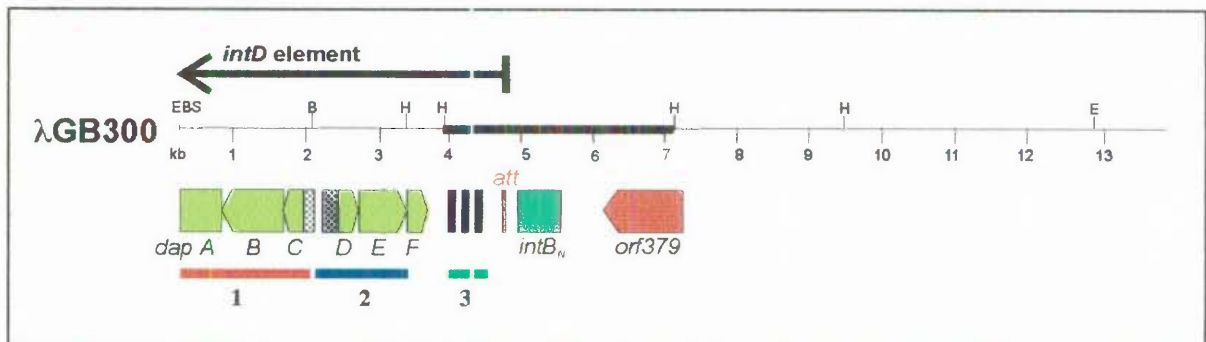 intD element
EBS B H H H H E
λGB300
kb 1 2 3 4 5 6 7 8 9 10 11 12 13
att
dap A B C D E F intB_N orf379
1 2 3